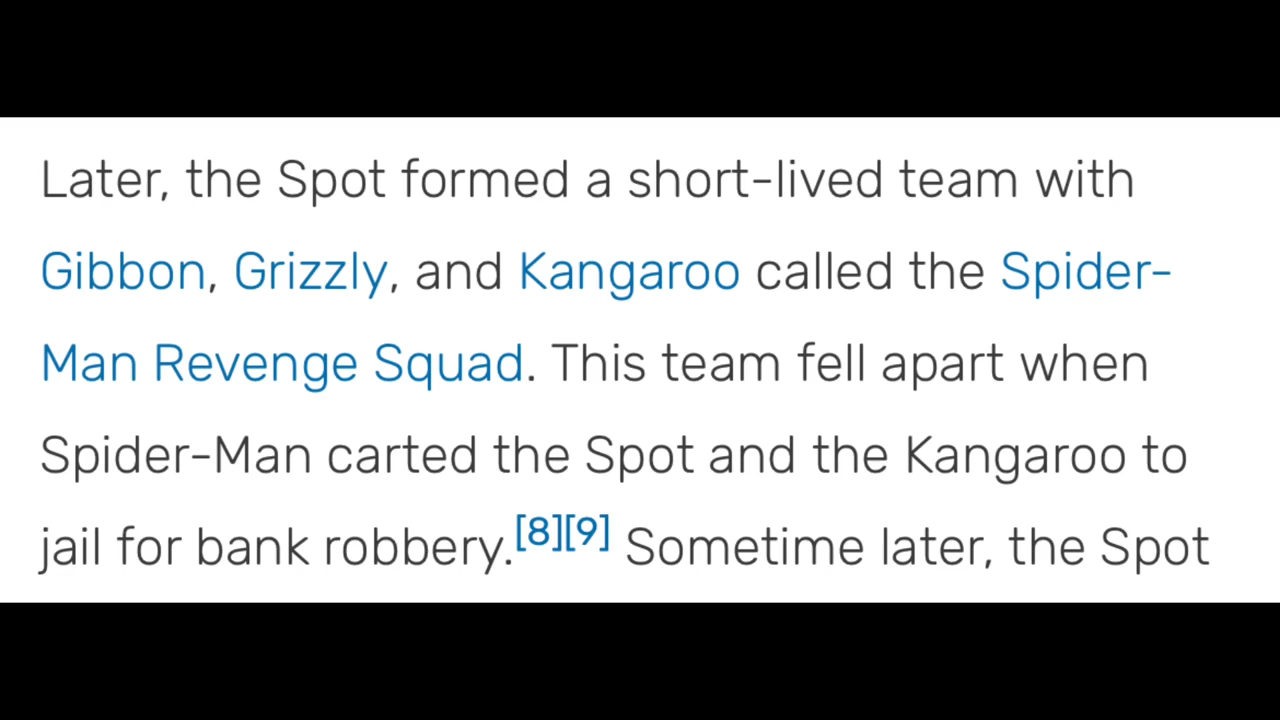 Later, the Spot formed a short-lived team with
Gibbon, Grizzly, and Kangaroo called the Spider-
Man Revenge Squad. This team fell apart when
Spider-Man carted the Spot and the Kangaroo to
jail for bank robbery.[8][9] Sometime later, the Spot